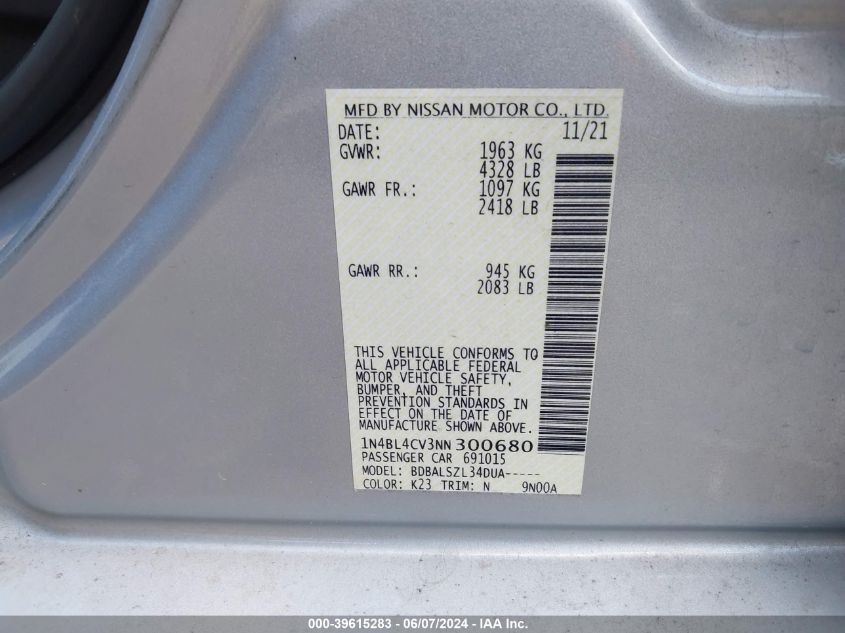 MFD BY NISSAN MOTOR CO., LTD.
DATE: 11/21
GVWR: 1963 KG
4328 LB
GAWR FR.: 1097 KG
2418 LB
GAWR RR.: 945 KG
2083 LB
THIS VEHICLE CONFORMS TO
ALL APPLICABLE FEDERAL
MOTOR VEHICLE SAFETY,
BUMPER, AND THEFT
PREVENTION STANDARDS IN
EFFECT ON THE DATE OF
MANUFACTURE SHOWN ABOVE.
1N4BL4CV3NN300680
PASSENGER CAR 691015
MODEL: BDBALSZL34DUA-----
COLOR: K23 TRIM: N 9N00A
000-39615283 - 06/07/2024 - IAAI.com